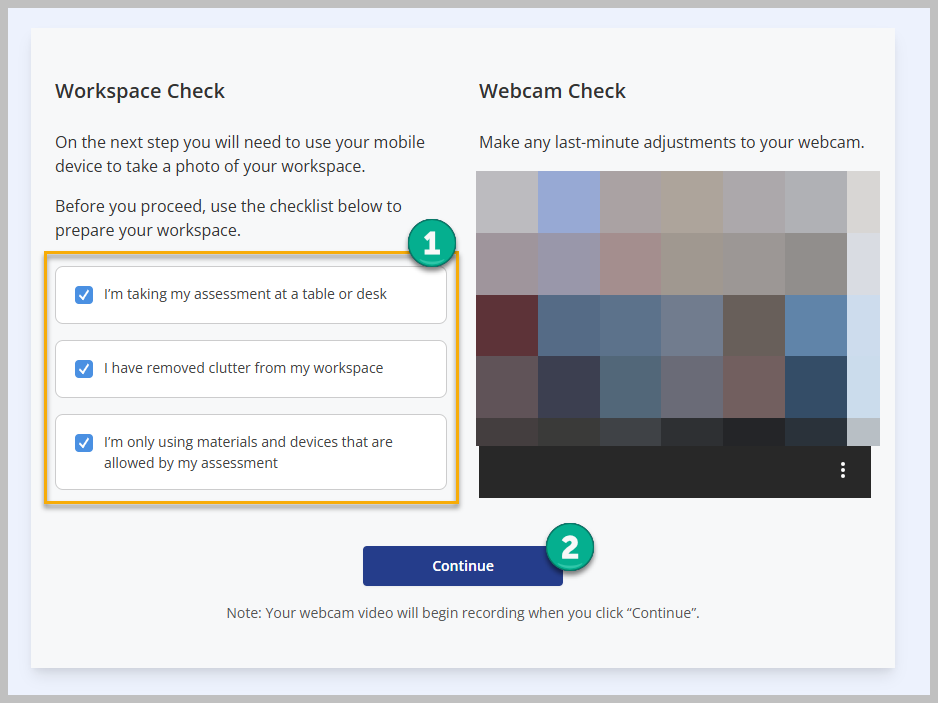 Workspace Check
On the next step you will need to use your mobile
device to take a photo of your workspace.
Before you proceed, use the checklist below to
prepare your workspace.
1
I’m taking my assessment at a table or desk
I have removed clutter from my workspace
I’m only using materials and devices that are
allowed by my assessment
Webcam Check
Make any last-minute adjustments to your webcam.
2
Continue
Note: Your webcam video will begin recording when you click “Continue”.